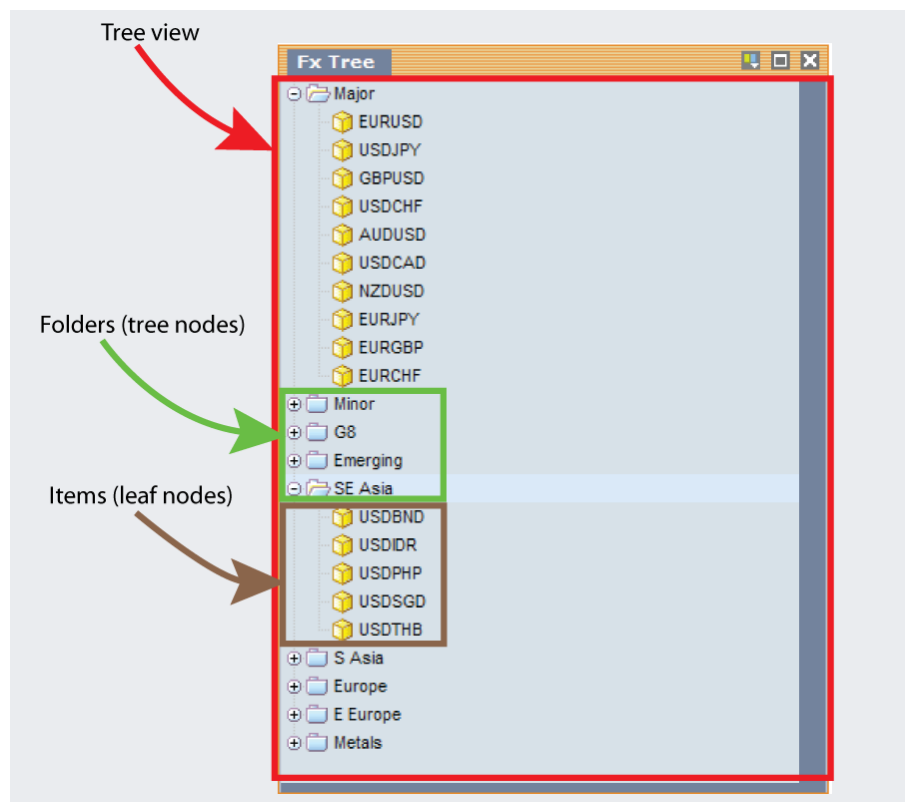 Tree view
Fx Tree
Major
EURUSD
USDJPY
GBPUSD
USDCHF
AUDUSD
USDCAD
NZDUSD
Folders (tree nodes)
EURJPY
EURGBP
EURCHF
Minor
G8
Emerging
SE Asia
Items (leaf nodes)
USDBND
USDIDR
USDPHP
USDSGD
USDTHB
S Asia
Europe
E Europe
Metals